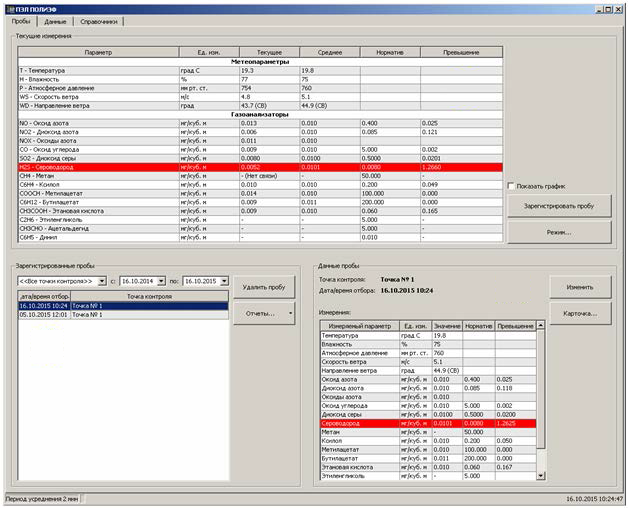 ПЭЛ ПОЛИЭФ
Пробы Данные Справочники
Текущие измерения
Параметр Ед. изм. Текущее Среднее Норматив Превышение
Метеопараметры
T - Температура град С 19.3 19.8
H - Влажность % 77 75
P - Атмосферное давление мм рт. ст. 754 760
WS - Скорость ветра м/с 4.8 5.1
WD - Направление ветра град 43.7 (СВ) 44.9 (СВ)
Газоанализаторы
NO - Оксид азота мг/куб. м 0.013 0.010 0.400 0.025
NO2 - Диоксид азота мг/куб. м 0.006 0.010 0.085 0.121
NOX - Оксиды азота мг/куб. м 0.011 0.010
CO - Оксид углерода мг/куб. м 0.009 0.010 5.000 0.002
SO2 - Диоксид серы мг/куб. м 0.0080 0.0100 0.5000 0.0201
H2S - Сероводород мг/куб. м 0.0052 0.0101 0.0080 1.2660
CH4 - Метан мг/куб. м - (Нет связи) - 50.000 -
C6H4 - Ксилол мг/куб. м 0.010 0.010 0.200 0.049
COOCH - Метилацетат мг/куб. м 0.014 0.010 100.000 0.000
C6H12 - Бутилацетат мг/куб. м 0.009 0.011 200.000 0.000
CH3COOH - Этановая кислота мг/куб. м 0.009 0.010 0.060 0.165
C2H6 - Этиленгликоль мг/куб. м - - 5.000 -
CH3CHO - Ацетальдегид мг/куб. м - - 5.000 -
C6H5 - Динил мг/куб. м - - 0.010 -
Показать график
Зарегистрировать пробу
Режим...
Зарегистрированные пробы
<<Все точки контроля>> с: 16.10.2014 по: 16.10.2015
Удалить пробу
Отчеты...
дата/время отбор. Точка контроля
16.10.2015 10:24 Точка № 1
05.10.2015 12:01 Точка № 1
Данные пробы
Точка контроля: Точка № 1
Дата/время отбора: 16.10.2015 10:24
Изменить
Карточка...
Измерения:
Измеряемый параметр Ед. изм. Значение Норматив Превышение
Температура град С 19.8
Влажность % 75
Атмосферное давление мм рт. ст. 760
Скорость ветра м/с 5.1
Направление ветра град 44.9 (СВ)
Оксид азота мг/куб. м 0.010 0.400 0.025
Диоксид азота мг/куб. м 0.010 0.085 0.118
Оксиды азота мг/куб. м 0.010
Оксид углерода мг/куб. м 0.010 5.000 0.002
Диоксид серы мг/куб. м 0.0100 0.5000 0.0200
Сероводород мг/куб. м 0.0101 0.0080 1.2625
Метан мг/куб. м - 50.000
Ксилол мг/куб. м 0.010 0.200 0.050
Метилацетат мг/куб. м 0.010 100.000 0.000
Бутилацетат мг/куб. м 0.011 200.000 0.000
Этановая кислота мг/куб. м 0.010 0.060 0.167
Этиленгликоль мг/куб. м - 5.000
Период усреднения 2 мин 16.10.2015 10:24:47